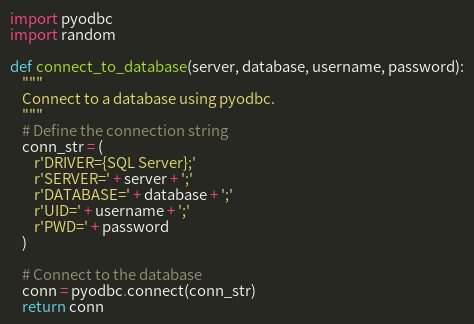 import pyodbc
import random

def connect_to_database(server, database, username, password):
    """
    Connect to a database using pyodbc.
    """
    # Define the connection string
    conn_str = (
        r'DRIVER={SQL Server};'
        r'SERVER=' + server + ';'
        r'DATABASE=' + database + ';'
        r'UID=' + username + ';'
        r'PWD=' + password
    )

    # Connect to the database
    conn = pyodbc.connect(conn_str)
    return conn